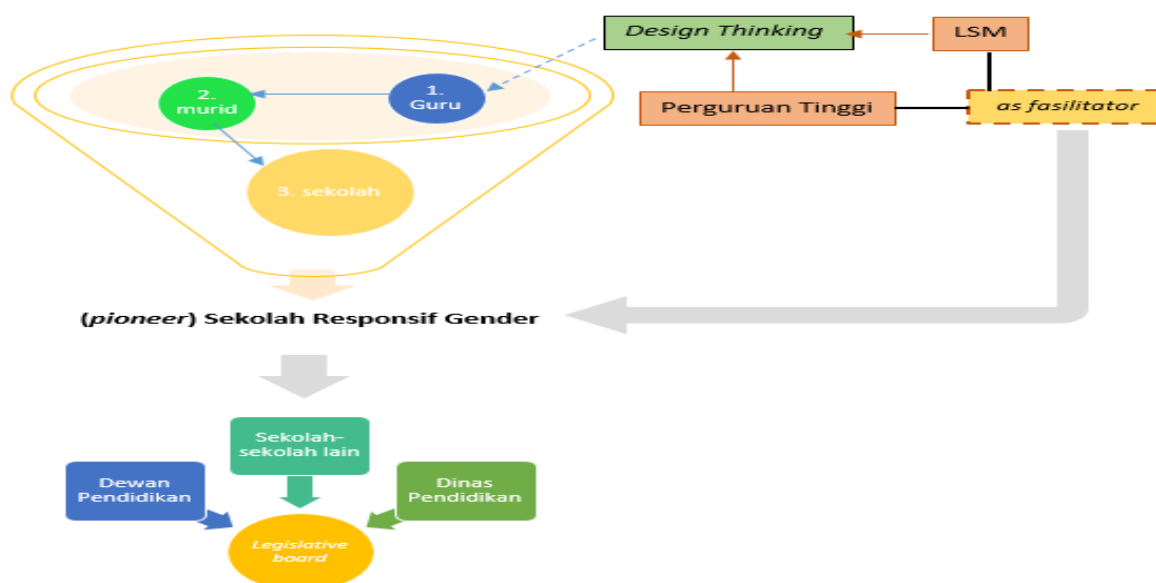 Design Thinking
LSM
2.
murid
1.
Guru
Perguruan Tinggi
as fasilitator
3. sekolah
(pioneer) Sekolah Responsif Gender
Sekolah-
sekolah lain
Dewan
Pendidikan
Dinas
Pendidikan
Legislative
board